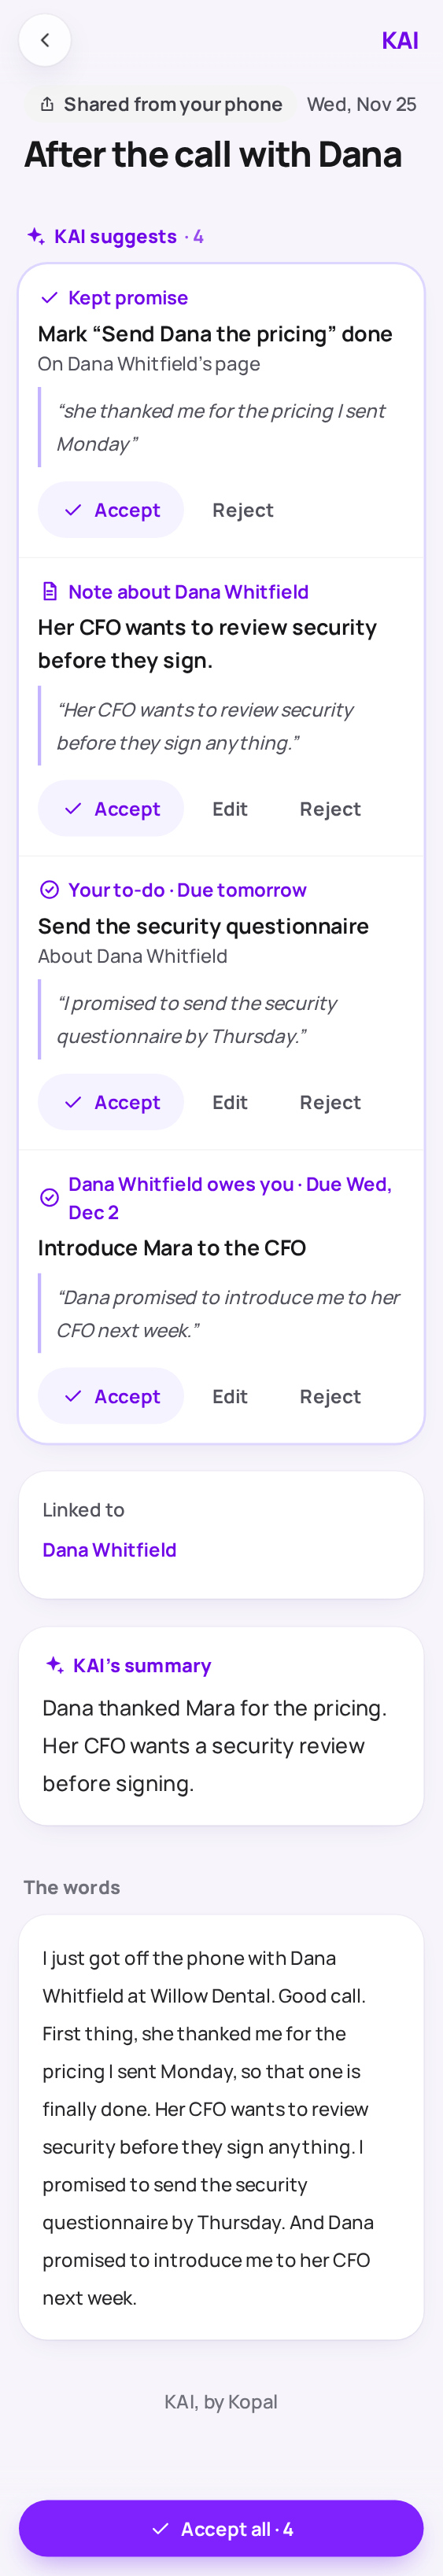 KAI
Shared from your phone Wed, Nov 25
After the call with Dana
KAI suggests · 4
Kept promise
Mark “Send Dana the pricing” done
On Dana Whitfield’s page
“she thanked me for the pricing I sent
Monday”
Accept Reject
Note about Dana Whitfield
Her CFO wants to review security
before they sign.
“Her CFO wants to review security
before they sign anything.”
Accept Edit Reject
Your to-do · Due tomorrow
Send the security questionnaire
About Dana Whitfield
“I promised to send the security
questionnaire by Thursday.”
Accept Edit Reject
Dana Whitfield owes you · Due Wed,
Dec 2
Introduce Mara to the CFO
“Dana promised to introduce me to her
CFO next week.”
Accept Edit Reject
Linked to
Dana Whitfield
KAI’s summary
Dana thanked Mara for the pricing.
Her CFO wants a security review
before signing.
The words
I just got off the phone with Dana
Whitfield at Willow Dental. Good call.
First thing, she thanked me for the
pricing I sent Monday, so that one is
finally done. Her CFO wants to review
security before they sign anything. I
promised to send the security
questionnaire by Thursday. And Dana
promised to introduce me to her CFO
next week.
KAI, by Kopal
Accept all · 4